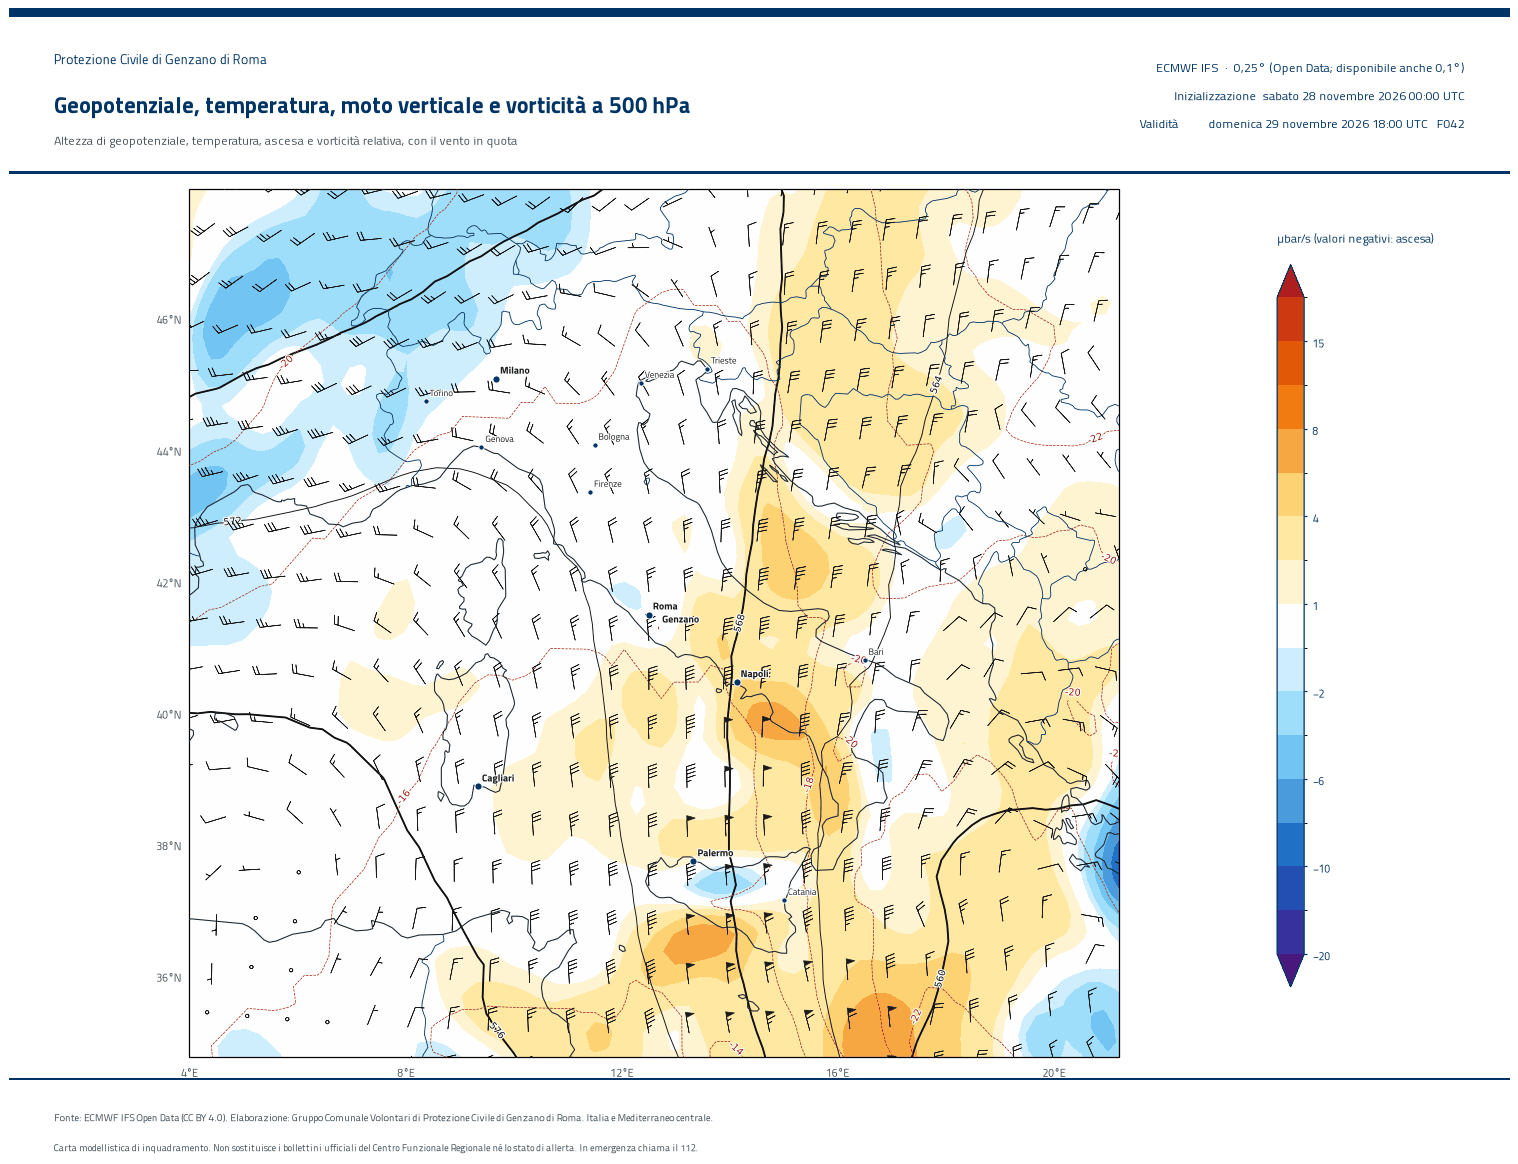 Protezione Civile di Genzano di Roma
Geopotenziale, temperatura, moto verticale e vorticità a 500 hPa
Altezza di geopotenziale, temperatura, ascesa e vorticità relativa, con il vento in quota
ECMWF IFS · 0,25° (Open Data; disponibile anche 0,1°)
Inizializzazione sabato 28 novembre 2026 00:00 UTC
Validità domenica 29 novembre 2026 18:00 UTC F042
µbar/s (valori negativi: ascesa)
15
8
4
1
−2
−6
−10
−20
46°N
44°N
42°N
40°N
38°N
36°N
4°E
8°E
12°E
16°E
20°E
Milano
Torino
Venezia
Trieste
Genova
Bologna
Firenze
Roma
Genzano
Napoli
Bari
Cagliari
Palermo
Catania
-20
564
-22
572
-20
568
-20
-20
-20
-2
-16
-18
560
-22
576
-14
Fonte: ECMWF IFS Open Data (CC BY 4.0). Elaborazione: Gruppo Comunale Volontari di Protezione Civile di Genzano di Roma. Italia e Mediterraneo centrale.
Carta modellistica di inquadramento. Non sostituisce i bollettini ufficiali del Centro Funzionale Regionale né lo stato di allerta. In emergenza chiama il 112.